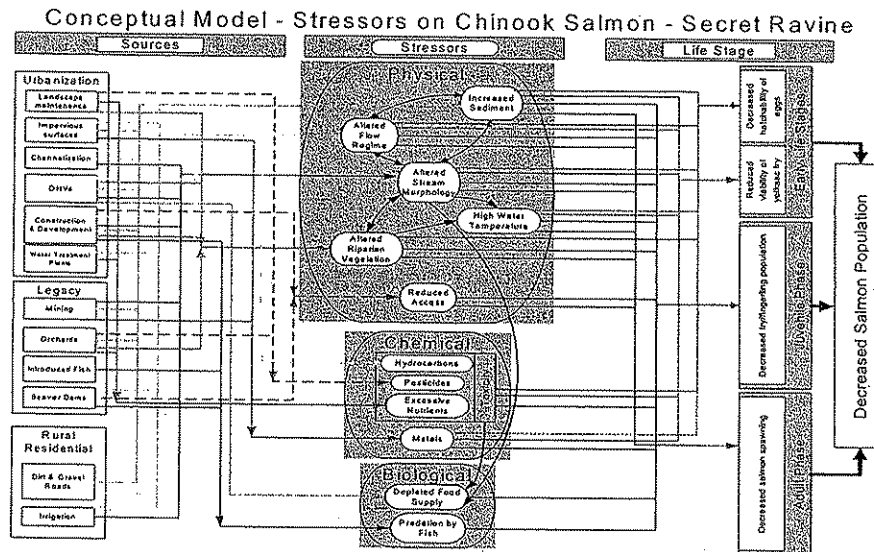 Conceptual Model - Stressors on Chinook Salmon - Secret Ravine
Sources
Stressors
Life Stage
Urbanization
Landscape
maintenance
Impervious
surfaces
Channelization
Construction
& Development
Water Treatment
Plants
Legacy
Mining
Orchards
Introduced Fish
Beaver Dams
Rural
Residential
Dirt & Gravel
Roads
Irrigation
Physical
Increased
Sediment
Altered
Flow
Regime
Altered
Stream
Morphology
High Water
Temperature
Altered
Riparian
Vegetation
Reduced
Access
Chemical
Hydrocarbons
Pesticides
Excessive
Nutrients
Metals
Biological
Depleted Food
Supply
Predation by
Fish
Decreased
hatchability of
eggs
Reduced
viability of
Early Life Stages
Decreased fry/fingerling population
Juvenile Phase
Decreased salmon spawning
Adult Phase
Decreased Salmon Population